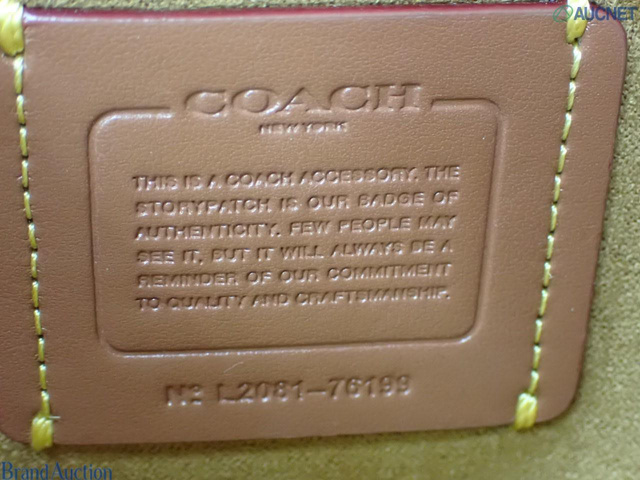 AUCNET
COACH
NEW YORK
THIS IS A COACH ACCESSORY. THE
STORYPATCH IS OUR BADGE OF
AUTHENTICITY. FEW PEOPLE MAY
SEE IT, BUT IT WILL ALWAYS BE A
REMINDER OF OUR COMMITMENT
TO QUALITY AND CRAFTSMANSHIP.
Nº L2081-76199
Brand Auction